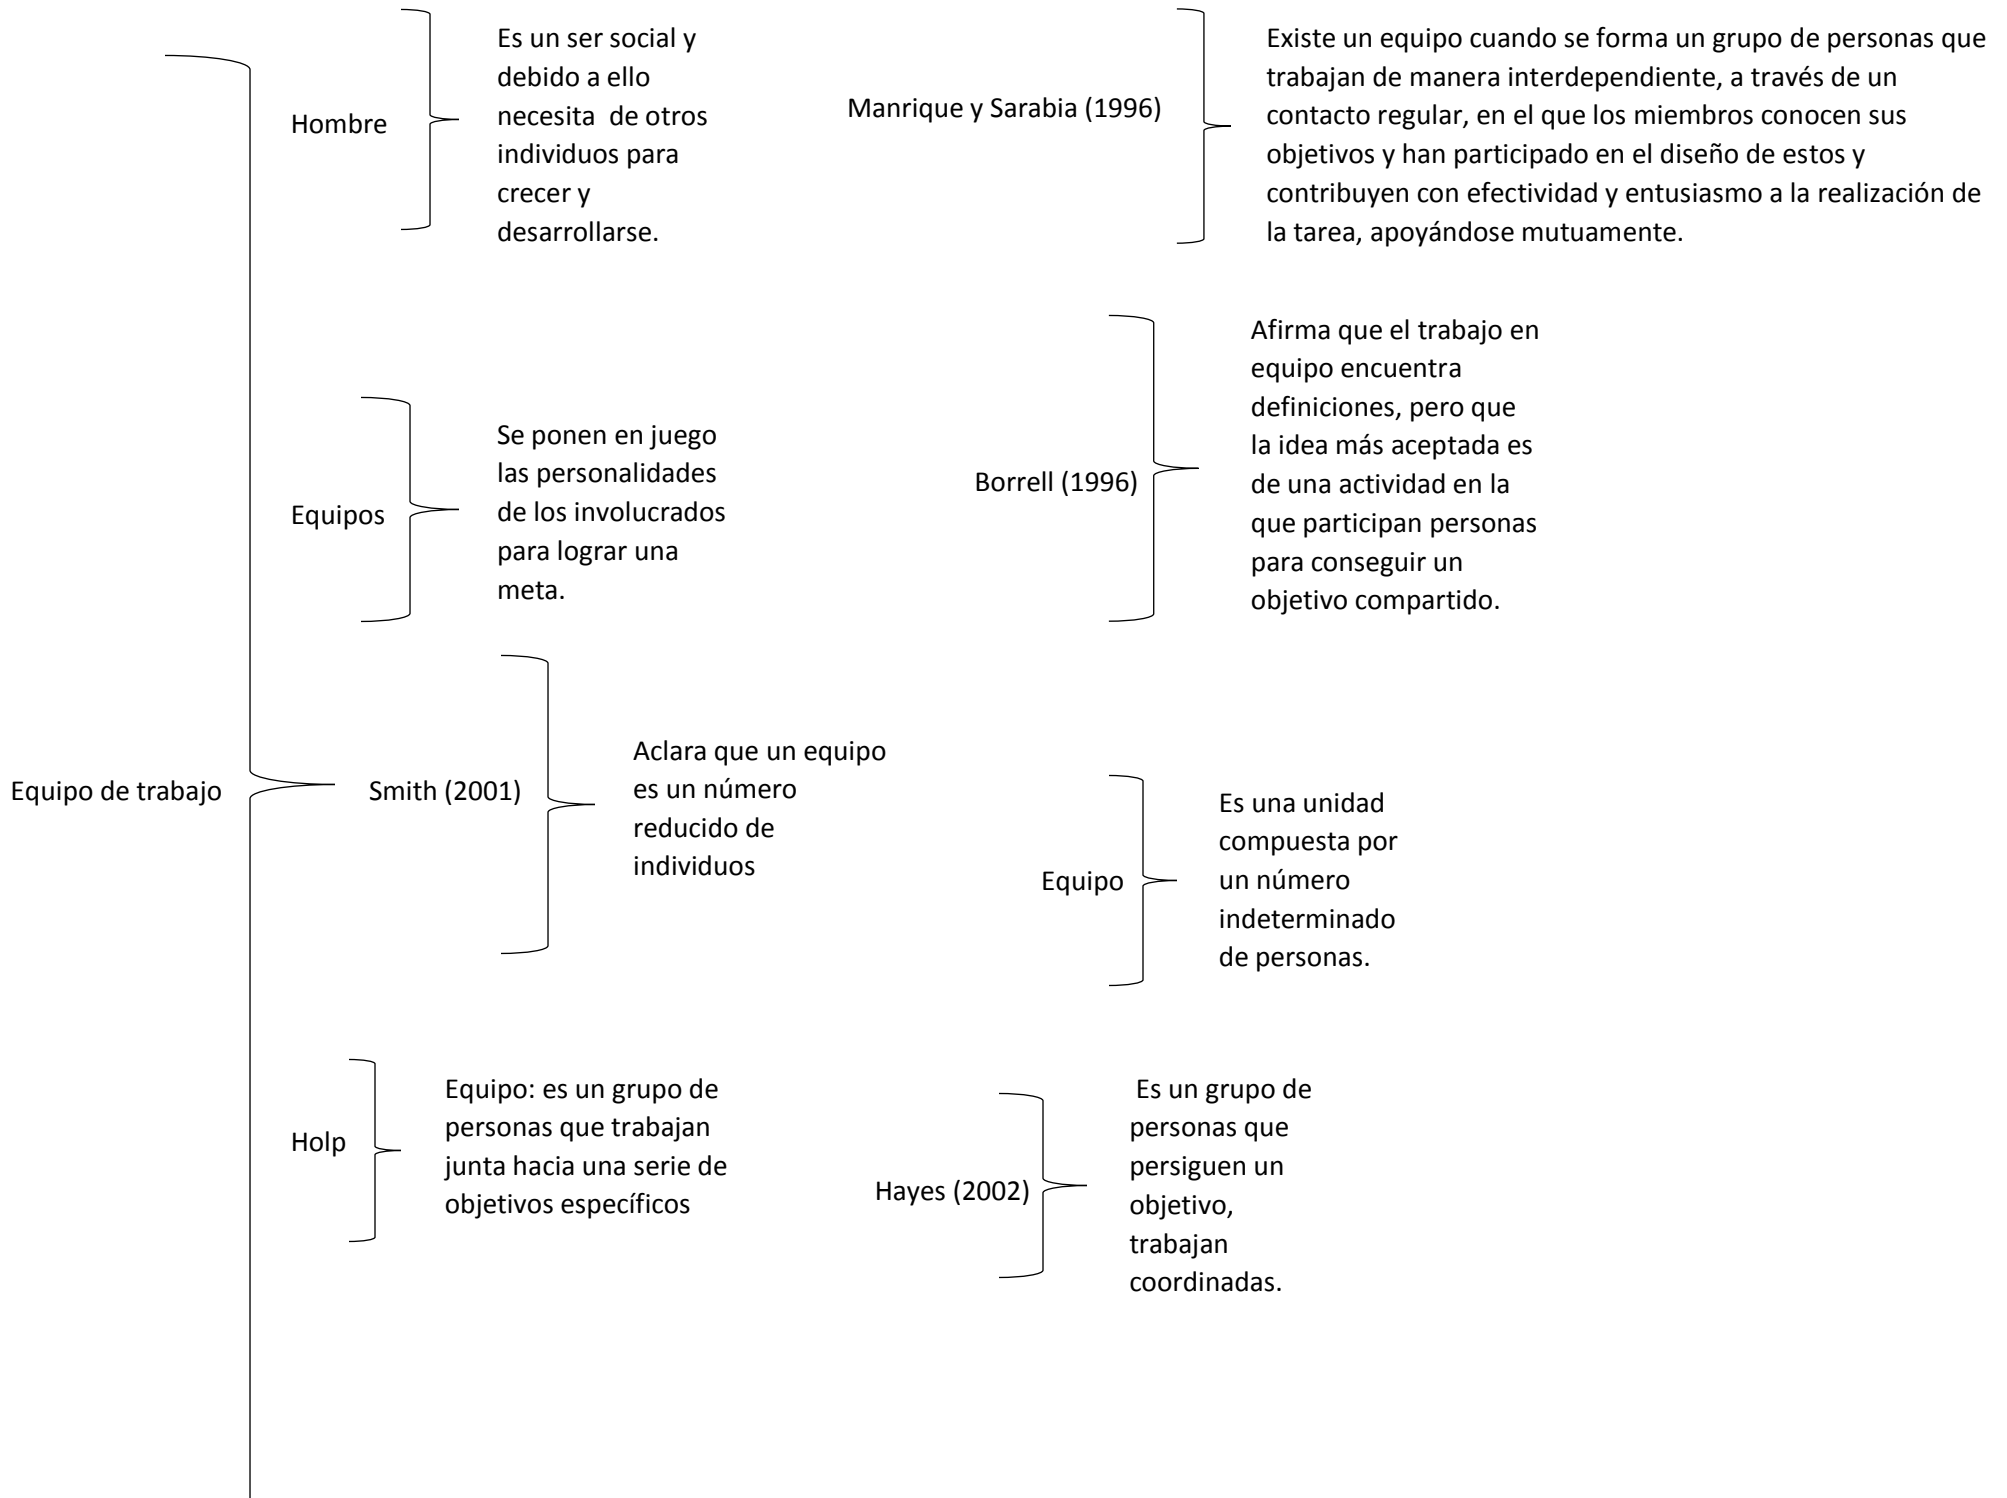 Equipo de trabajo
Hombre
Es un ser social y
debido a ello
necesita  de otros
individuos para
crecer y
desarrollarse.
Manrique y Sarabia (1996)
Existe un equipo cuando se forma un grupo de personas que
trabajan de manera interdependiente, a través de un
contacto regular, en el que los miembros conocen sus
objetivos y han participado en el diseño de estos y
contribuyen con efectividad y entusiasmo a la realización de
la tarea, apoyándose mutuamente.
Equipos
Se ponen en juego
las personalidades
de los involucrados
para lograr una
meta.
Borrell (1996)
Afirma que el trabajo en
equipo encuentra
definiciones, pero que
la idea más aceptada es
de una actividad en la
que participan personas
para conseguir un
objetivo compartido.
Smith (2001)
Aclara que un equipo
es un número
reducido de
individuos
Equipo
Es una unidad
compuesta por
un número
indeterminado
de personas.
Holp
Equipo: es un grupo de
personas que trabajan
junta hacia una serie de
objetivos específicos
Hayes (2002)
Es un grupo de
personas que
persiguen un
objetivo,
trabajan
coordinadas.